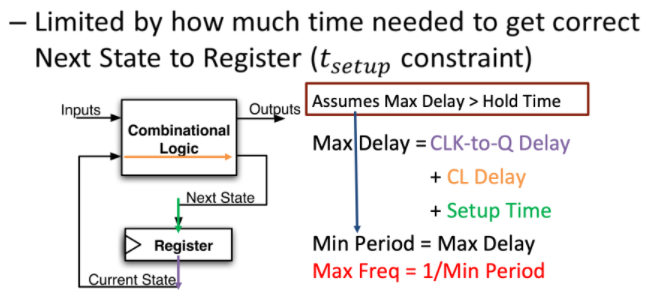 – Limited by how much time needed to get correct
Next State to Register (t_setup constraint)
Inputs
Outputs
Combinational
Logic
Next State
Register
Current State
Assumes Max Delay > Hold Time
Max Delay = CLK-to-Q Delay
+ CL Delay
+ Setup Time
Min Period = Max Delay
Max Freq = 1/Min Period